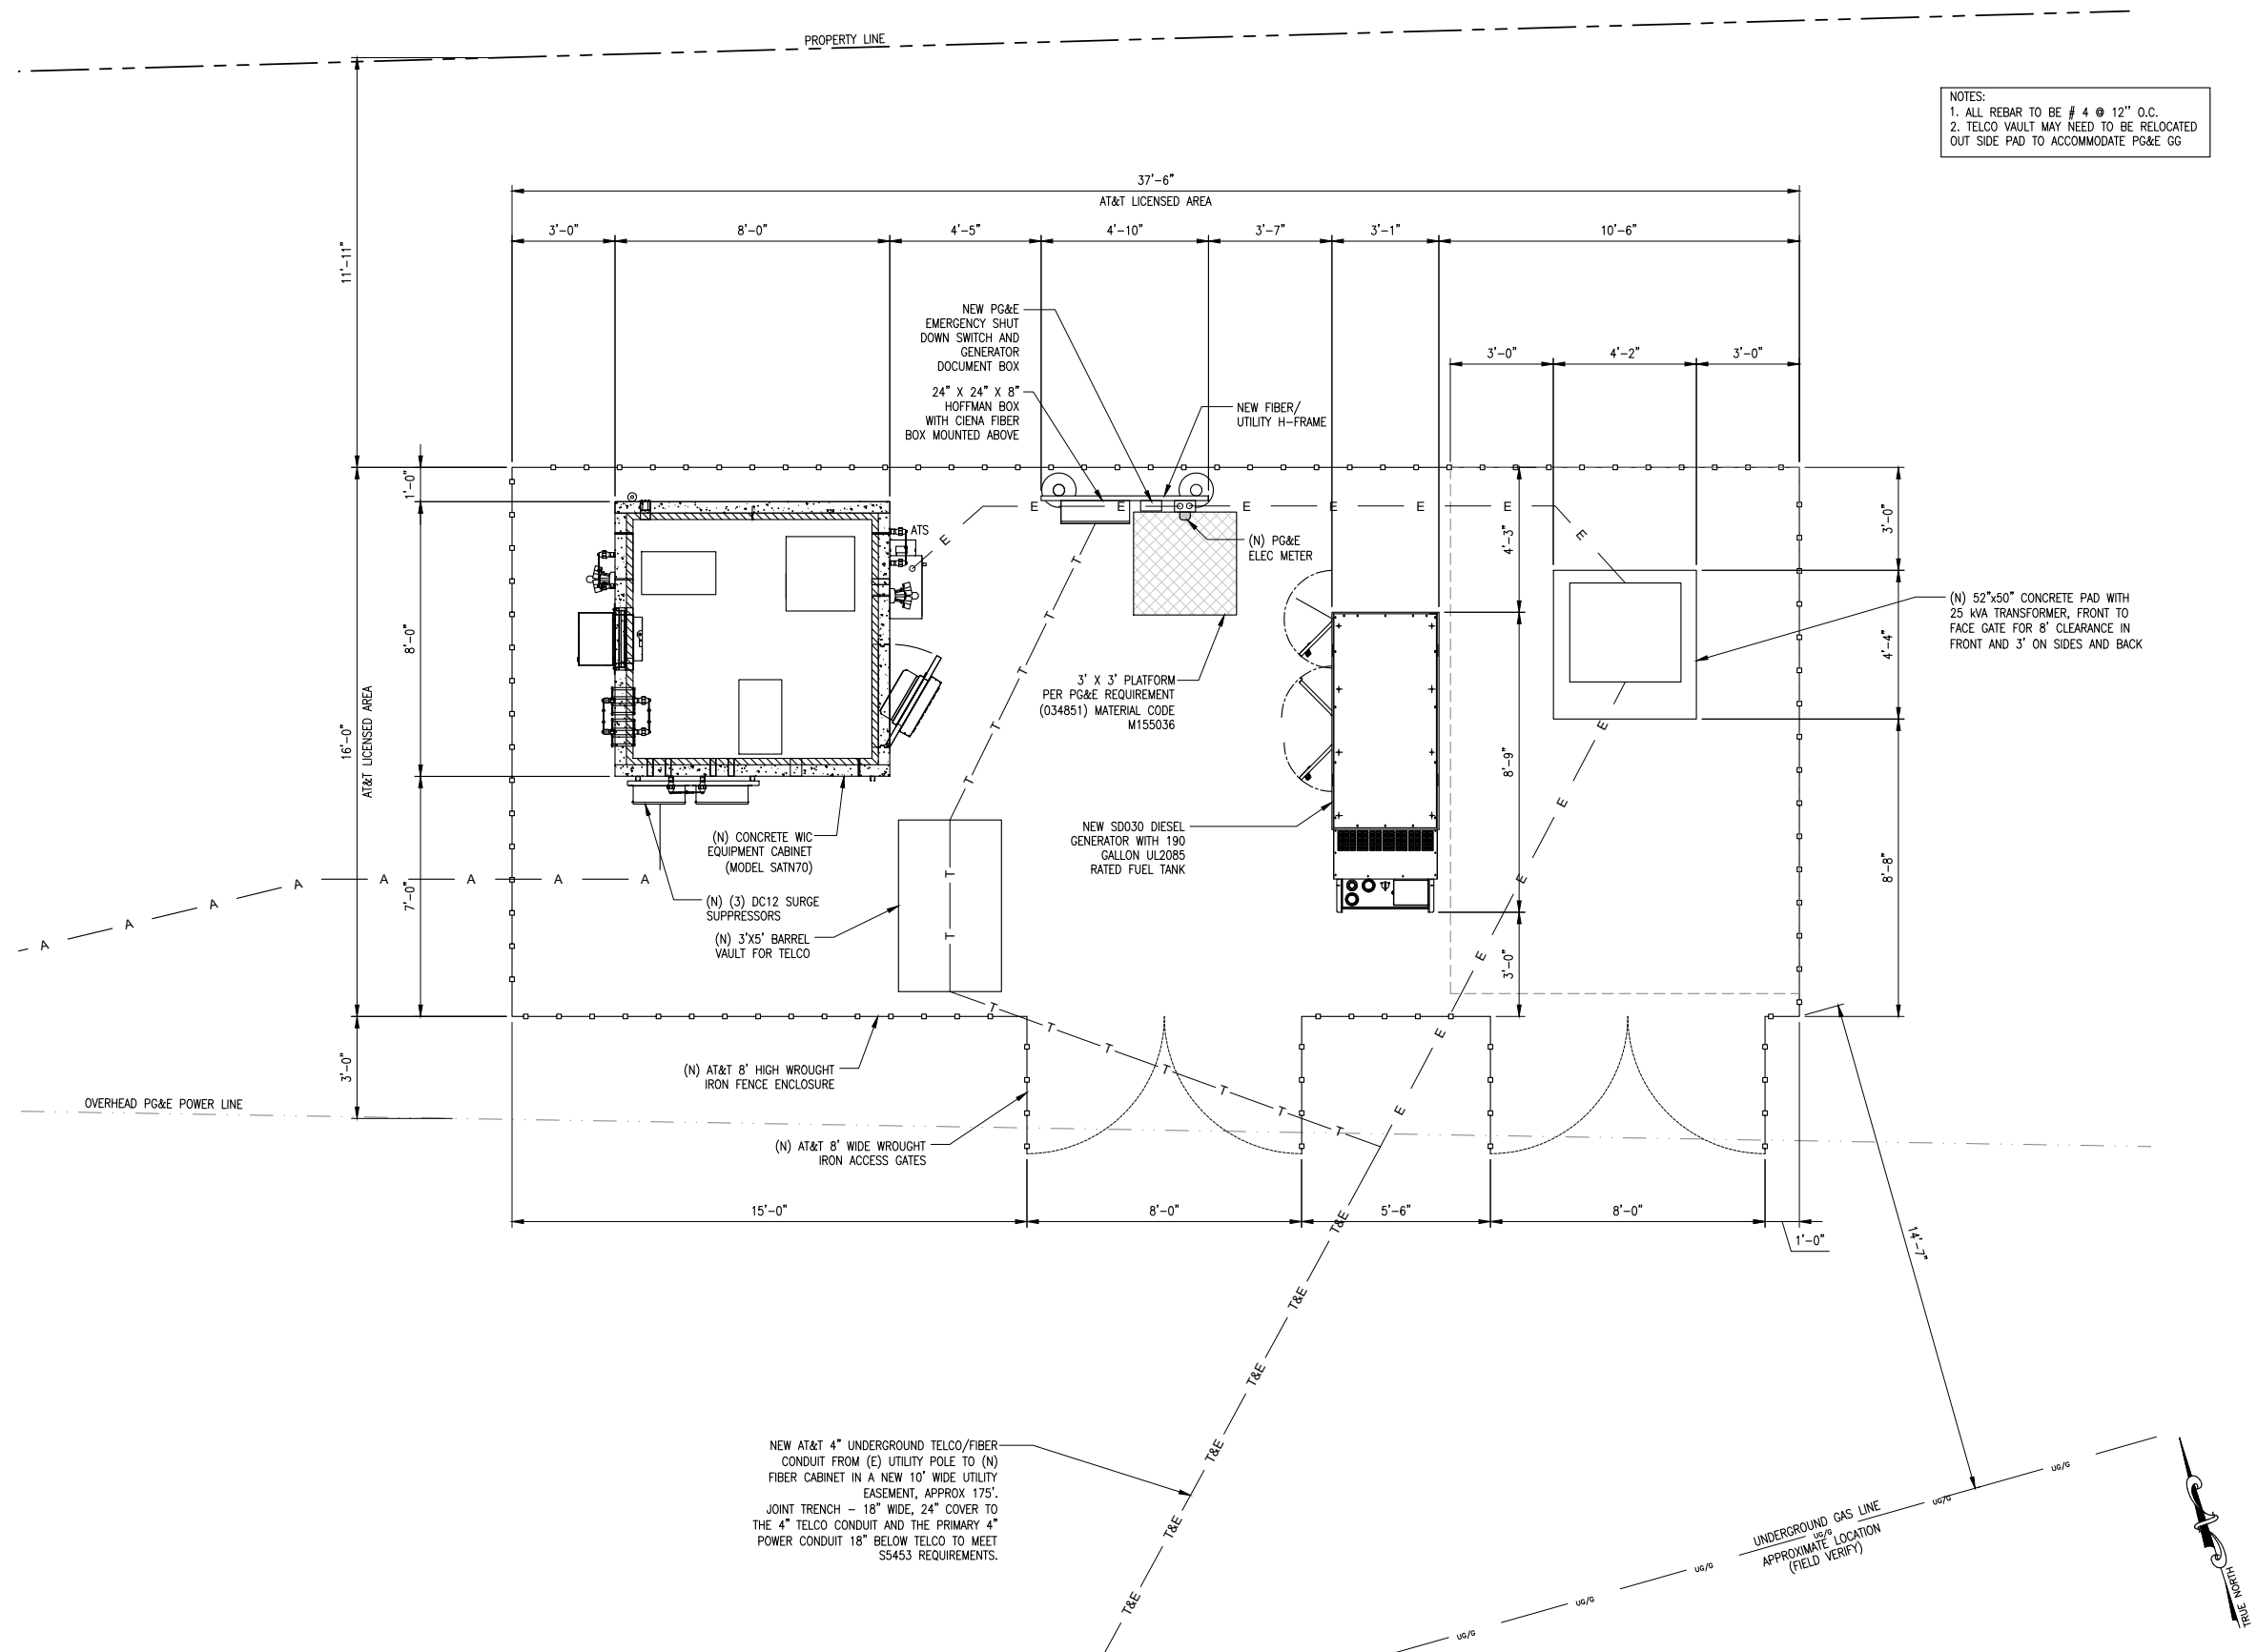 PROPERTY LINE
NOTES:
1. ALL REBAR TO BE # 4 @ 12" O.C.
2. TELCO VAULT MAY NEED TO BE RELOCATED
OUT SIDE PAD TO ACCOMMODATE PG&E GG
37'-6"
AT&T LICENSED AREA
3'-0"
8'-0"
4'-5"
4'-10"
3'-7"
3'-1"
10'-6"
11'-11"
NEW PG&E
EMERGENCY SHUT
DOWN SWITCH AND
GENERATOR
DOCUMENT BOX
24" X 24" X 8"
HOFFMAN BOX
WITH CIENA FIBER
BOX MOUNTED ABOVE
NEW FIBER/
UTILITY H-FRAME
3'-0"
4'-2"
3'-0"
1'-0"
E
E
E
E
E
E
E
E
ATS
E
(N) PG&E
ELEC METER
4'-3"
3'-0"
(N) 52"x50" CONCRETE PAD WITH
25 kVA TRANSFORMER, FRONT TO
FACE GATE FOR 8' CLEARANCE IN
FRONT AND 3' ON SIDES AND BACK
4'-4"
8'-0"
16'-0"
AT&T LICENSED AREA
3' X 3' PLATFORM
PER PG&E REQUIREMENT
(034851) MATERIAL CODE
M155036
T
T
T
T
T
8'-9"
E
E
E
E
E
E
NEW SD030 DIESEL
GENERATOR WITH 190
GALLON UL2085
RATED FUEL TANK
(N) CONCRETE WIC
EQUIPMENT CABINET
(MODEL SATN70)
8'-8"
T
T
A
A
A
A
A
A
A
A
7'-0"
(N) (3) DC12 SURGE
SUPPRESSORS
(N) 3'X5' BARREL
VAULT FOR TELCO
3'-0"
T
T
T
T
T
T
T
3'-0"
(N) AT&T 8' HIGH WROUGHT
IRON FENCE ENCLOSURE
OVERHEAD PG&E POWER LINE
(N) AT&T 8' WIDE WROUGHT
IRON ACCESS GATES
15'-0"
8'-0"
5'-6"
8'-0"
1'-0"
14'-7"
T&E
T&E
T&E
T&E
T&E
T&E
NEW AT&T 4" UNDERGROUND TELCO/FIBER
CONDUIT FROM (E) UTILITY POLE TO (N)
FIBER CABINET IN A NEW 10' WIDE UTILITY
EASEMENT, APPROX 175'.
JOINT TRENCH - 18" WIDE, 24" COVER TO
THE 4" TELCO CONDUIT AND THE PRIMARY 4"
POWER CONDUIT 18" BELOW TELCO TO MEET
S5453 REQUIREMENTS.
UG/G
UG/G
UNDERGROUND GAS LINE
UG/G
APPROXIMATE LOCATION
(FIELD VERIFY)
UG/G
UG/G
UG/G
TRUE NORTH